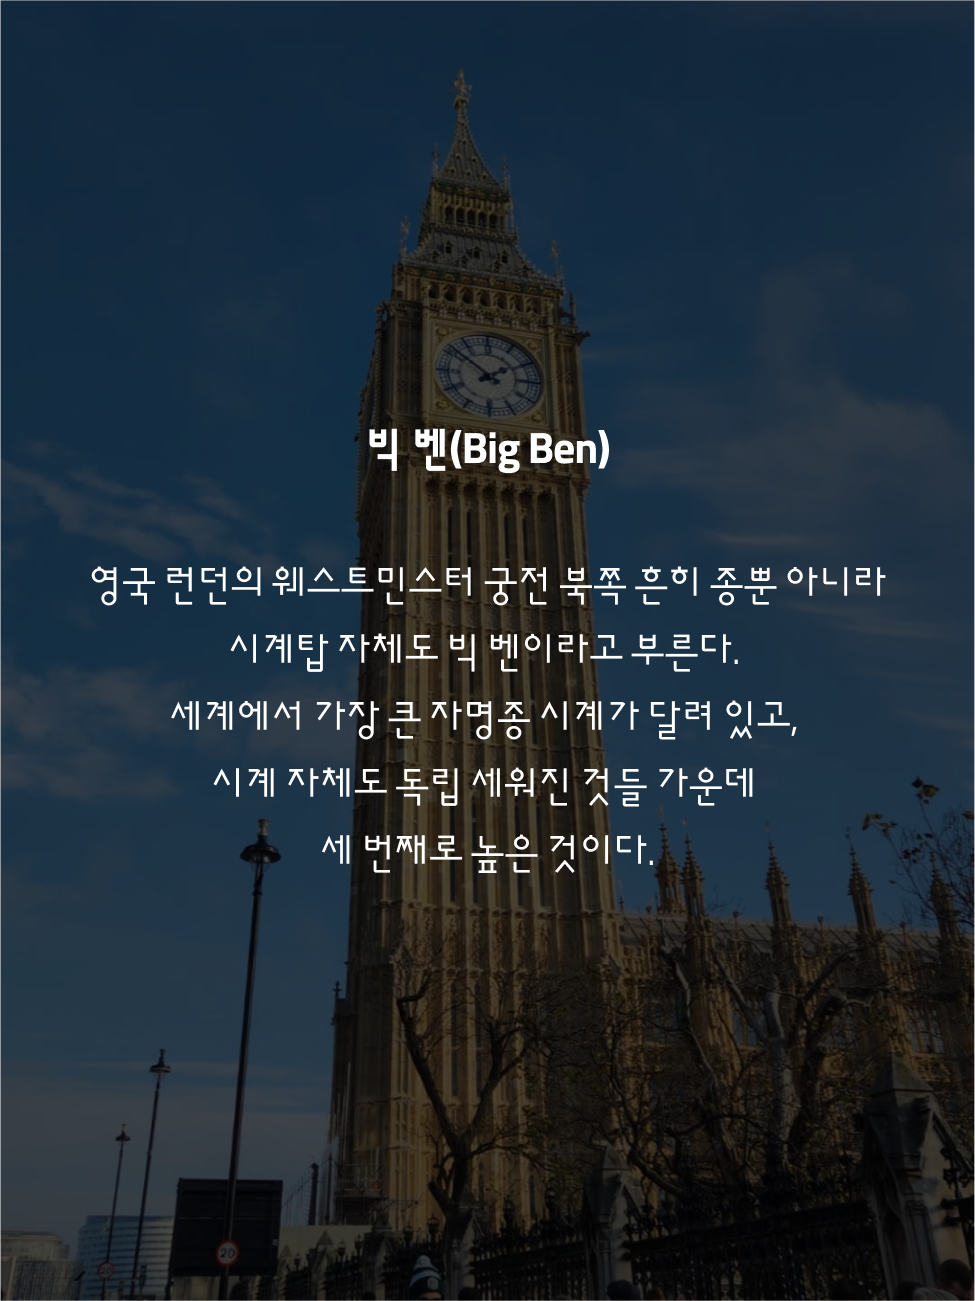 빅 벤(Big Ben)
영국 런던의 웨스트민스터 궁전 북쪽 흔히 종뿐 아니라
시계탑 자체도 빅 벤이라고 부른다.
세계에서 가장 큰 자명종 시계가 달려 있고,
시계 자체도 독립 세워진 것들 가운데
세 번째로 높은 것이다.
20